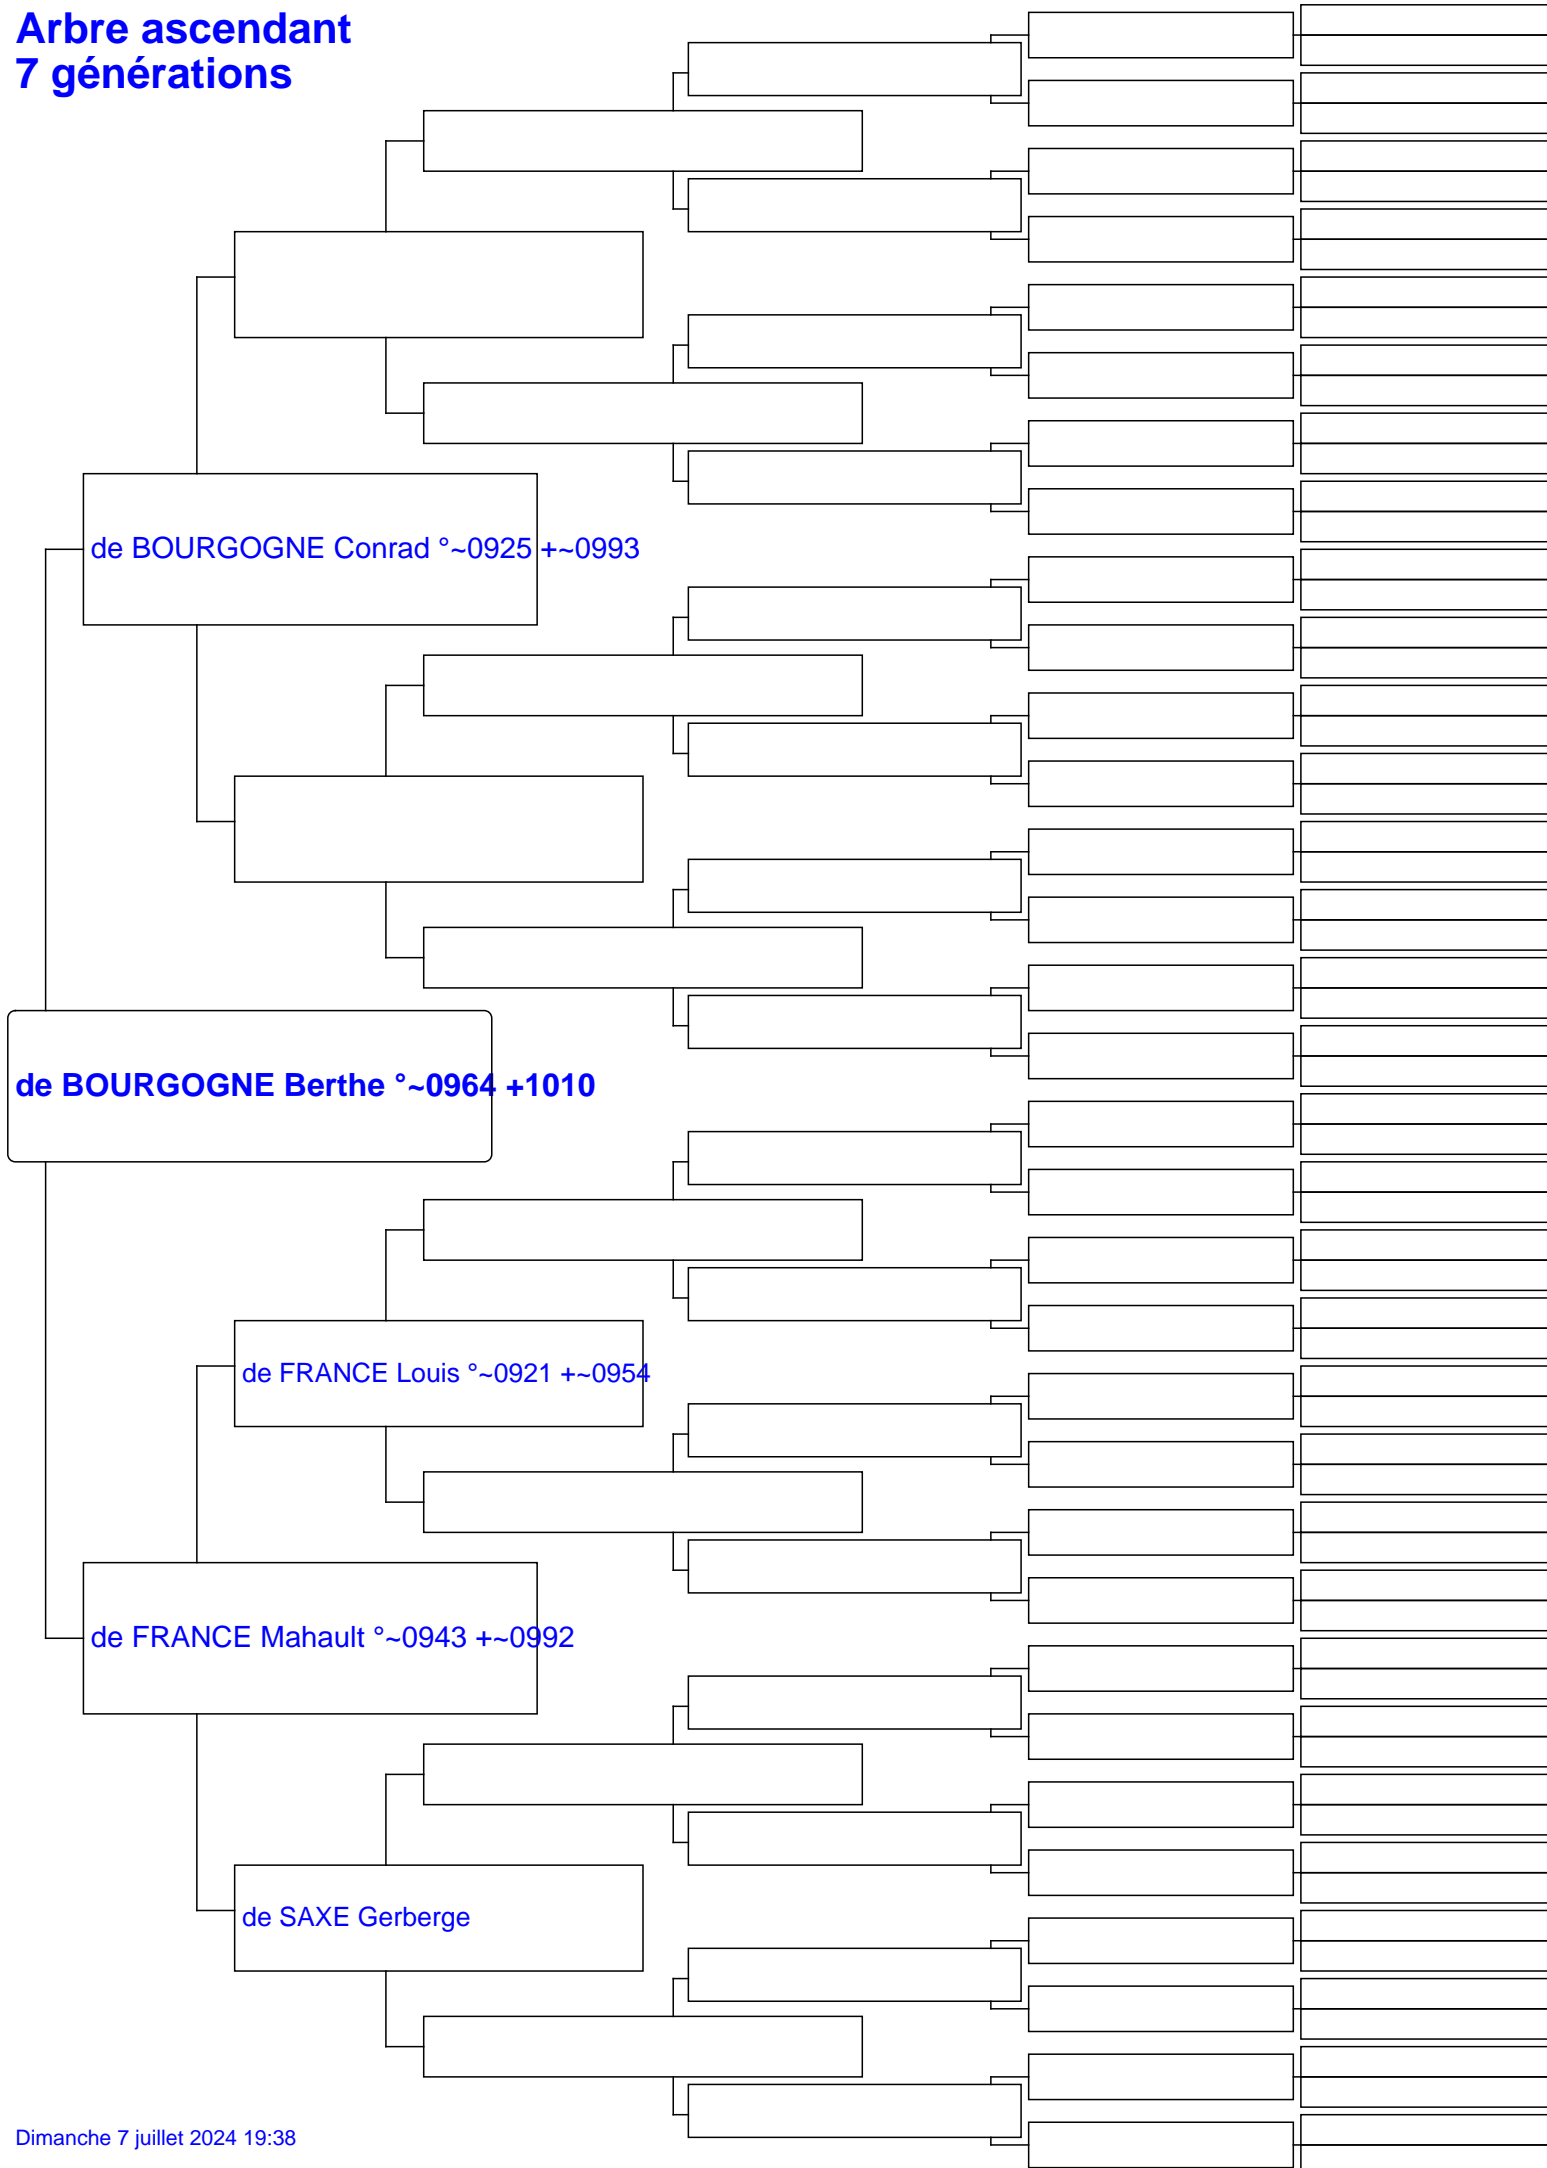 Arbre ascendant
7 générations
de BOURGOGNE Conrad °~0925 +~0993
de BOURGOGNE Berthe °~0964 +1010
de FRANCE Louis °~0921 +~0954
de FRANCE Mahault °~0943 +~0992
de SAXE Gerberge
Dimanche 7 juillet 2024 19:38